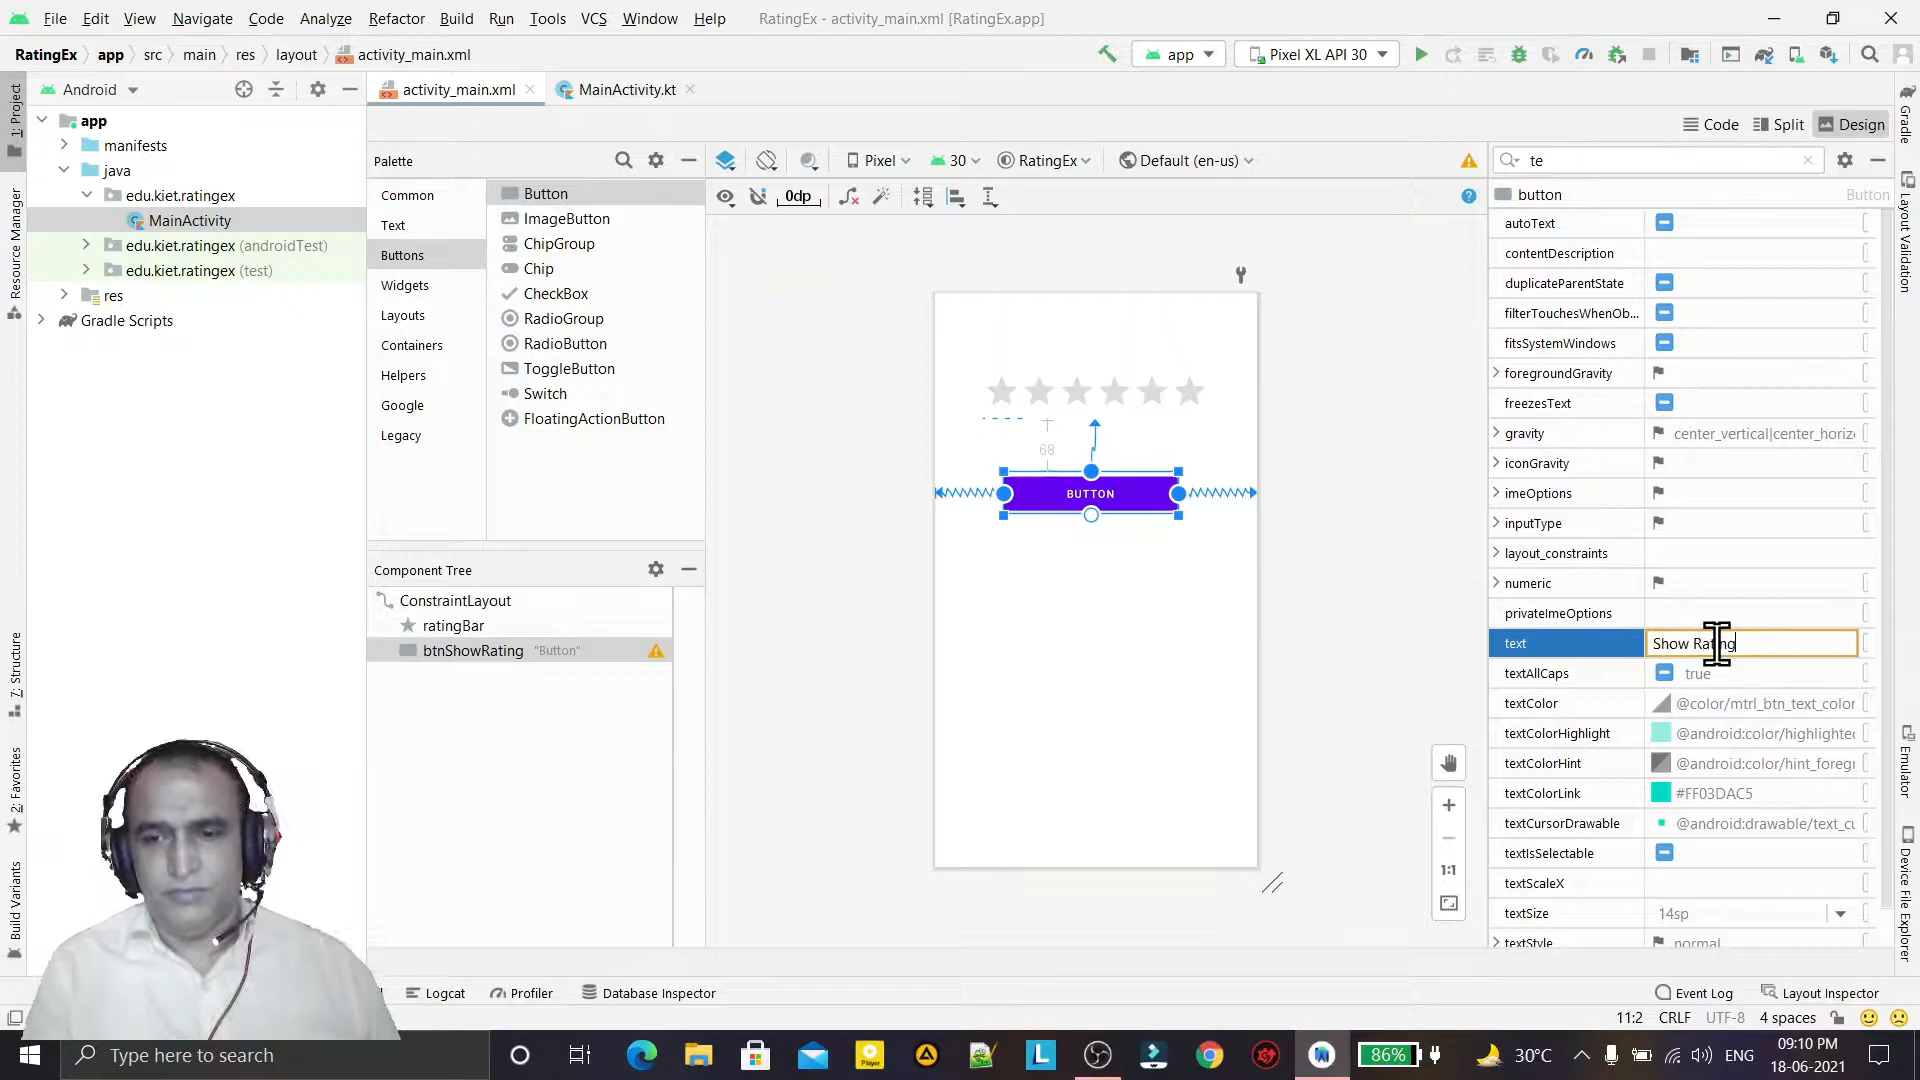 File Edit View Navigate Code Analyze Refactor Build Run Tools VCS Window Help RatingEx - activity_main.xml [RatingEx.app]
RatingEx app src main res layout activity_main.xml
app Pixel XL API 30
1: Project
Resource Manager
7: Structure
2: Favorites
Build Variants
Android
app
manifests
java
edu.kiet.ratingex
MainActivity
edu.kiet.ratingex (androidTest)
edu.kiet.ratingex (test)
res
Gradle Scripts
activity_main.xml MainActivity.kt
Code Split Design
Palette
Common
Text
Buttons
Widgets
Layouts
Containers
Helpers
Google
Legacy
Button
ImageButton
ChipGroup
Chip
CheckBox
RadioGroup
RadioButton
ToggleButton
Switch
FloatingActionButton
Component Tree
ConstraintLayout
ratingBar
btnShowRating "Button"
Pixel 30 RatingEx Default (en-us)
0dp
68
BUTTON
1:1
te
button Button
autoText
contentDescription
duplicateParentState
filterTouchesWhenOb...
fitsSystemWindows
foregroundGravity
freezesText
gravity center_vertical|center_horiz
iconGravity
imeOptions
inputType
layout_constraints
numeric
privateImeOptions
text Show Rating
textAllCaps true
textColor @color/mtrl_btn_text_color
textColorHighlight @android:color/highlighted
textColorHint @android:color/hint_foregr
textColorLink #FF03DAC5
textCursorDrawable @android:drawable/text_cu
textIsSelectable
textScaleX
textSize 14sp
textStyle normal
Gradle
Layout Validation
Emulator
Device File Explorer
Logcat Profiler Database Inspector Event Log Layout Inspector
11:2 CRLF UTF-8 4 spaces
Type here to search
86% 30°C ENG
09:10 PM
18-06-2021